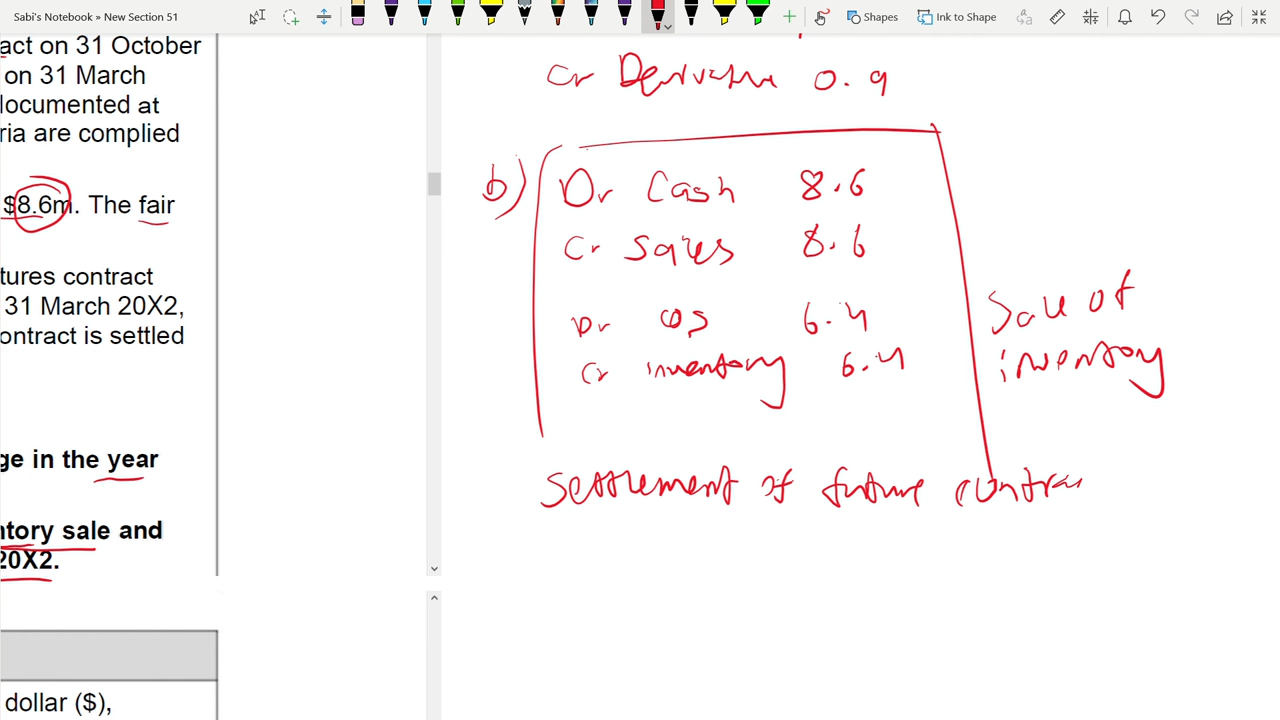 Sabi's Notebook » New Section 51
Shapes
Ink to Shape
act on 31 October
on 31 March
documented at
ria are complied
$8.6m. The fair
tures contract
31 March 20X2,
ontract is settled
ge in the year
ntory sale and
20X2.
dollar ($),
Cr Derivative 0.9
b)
Dr Cash 8.6
Cr Sales 8.6
Dr COS 6.4
Cr inventory 6.4
Sale of
inventory
Settlement of future contrac